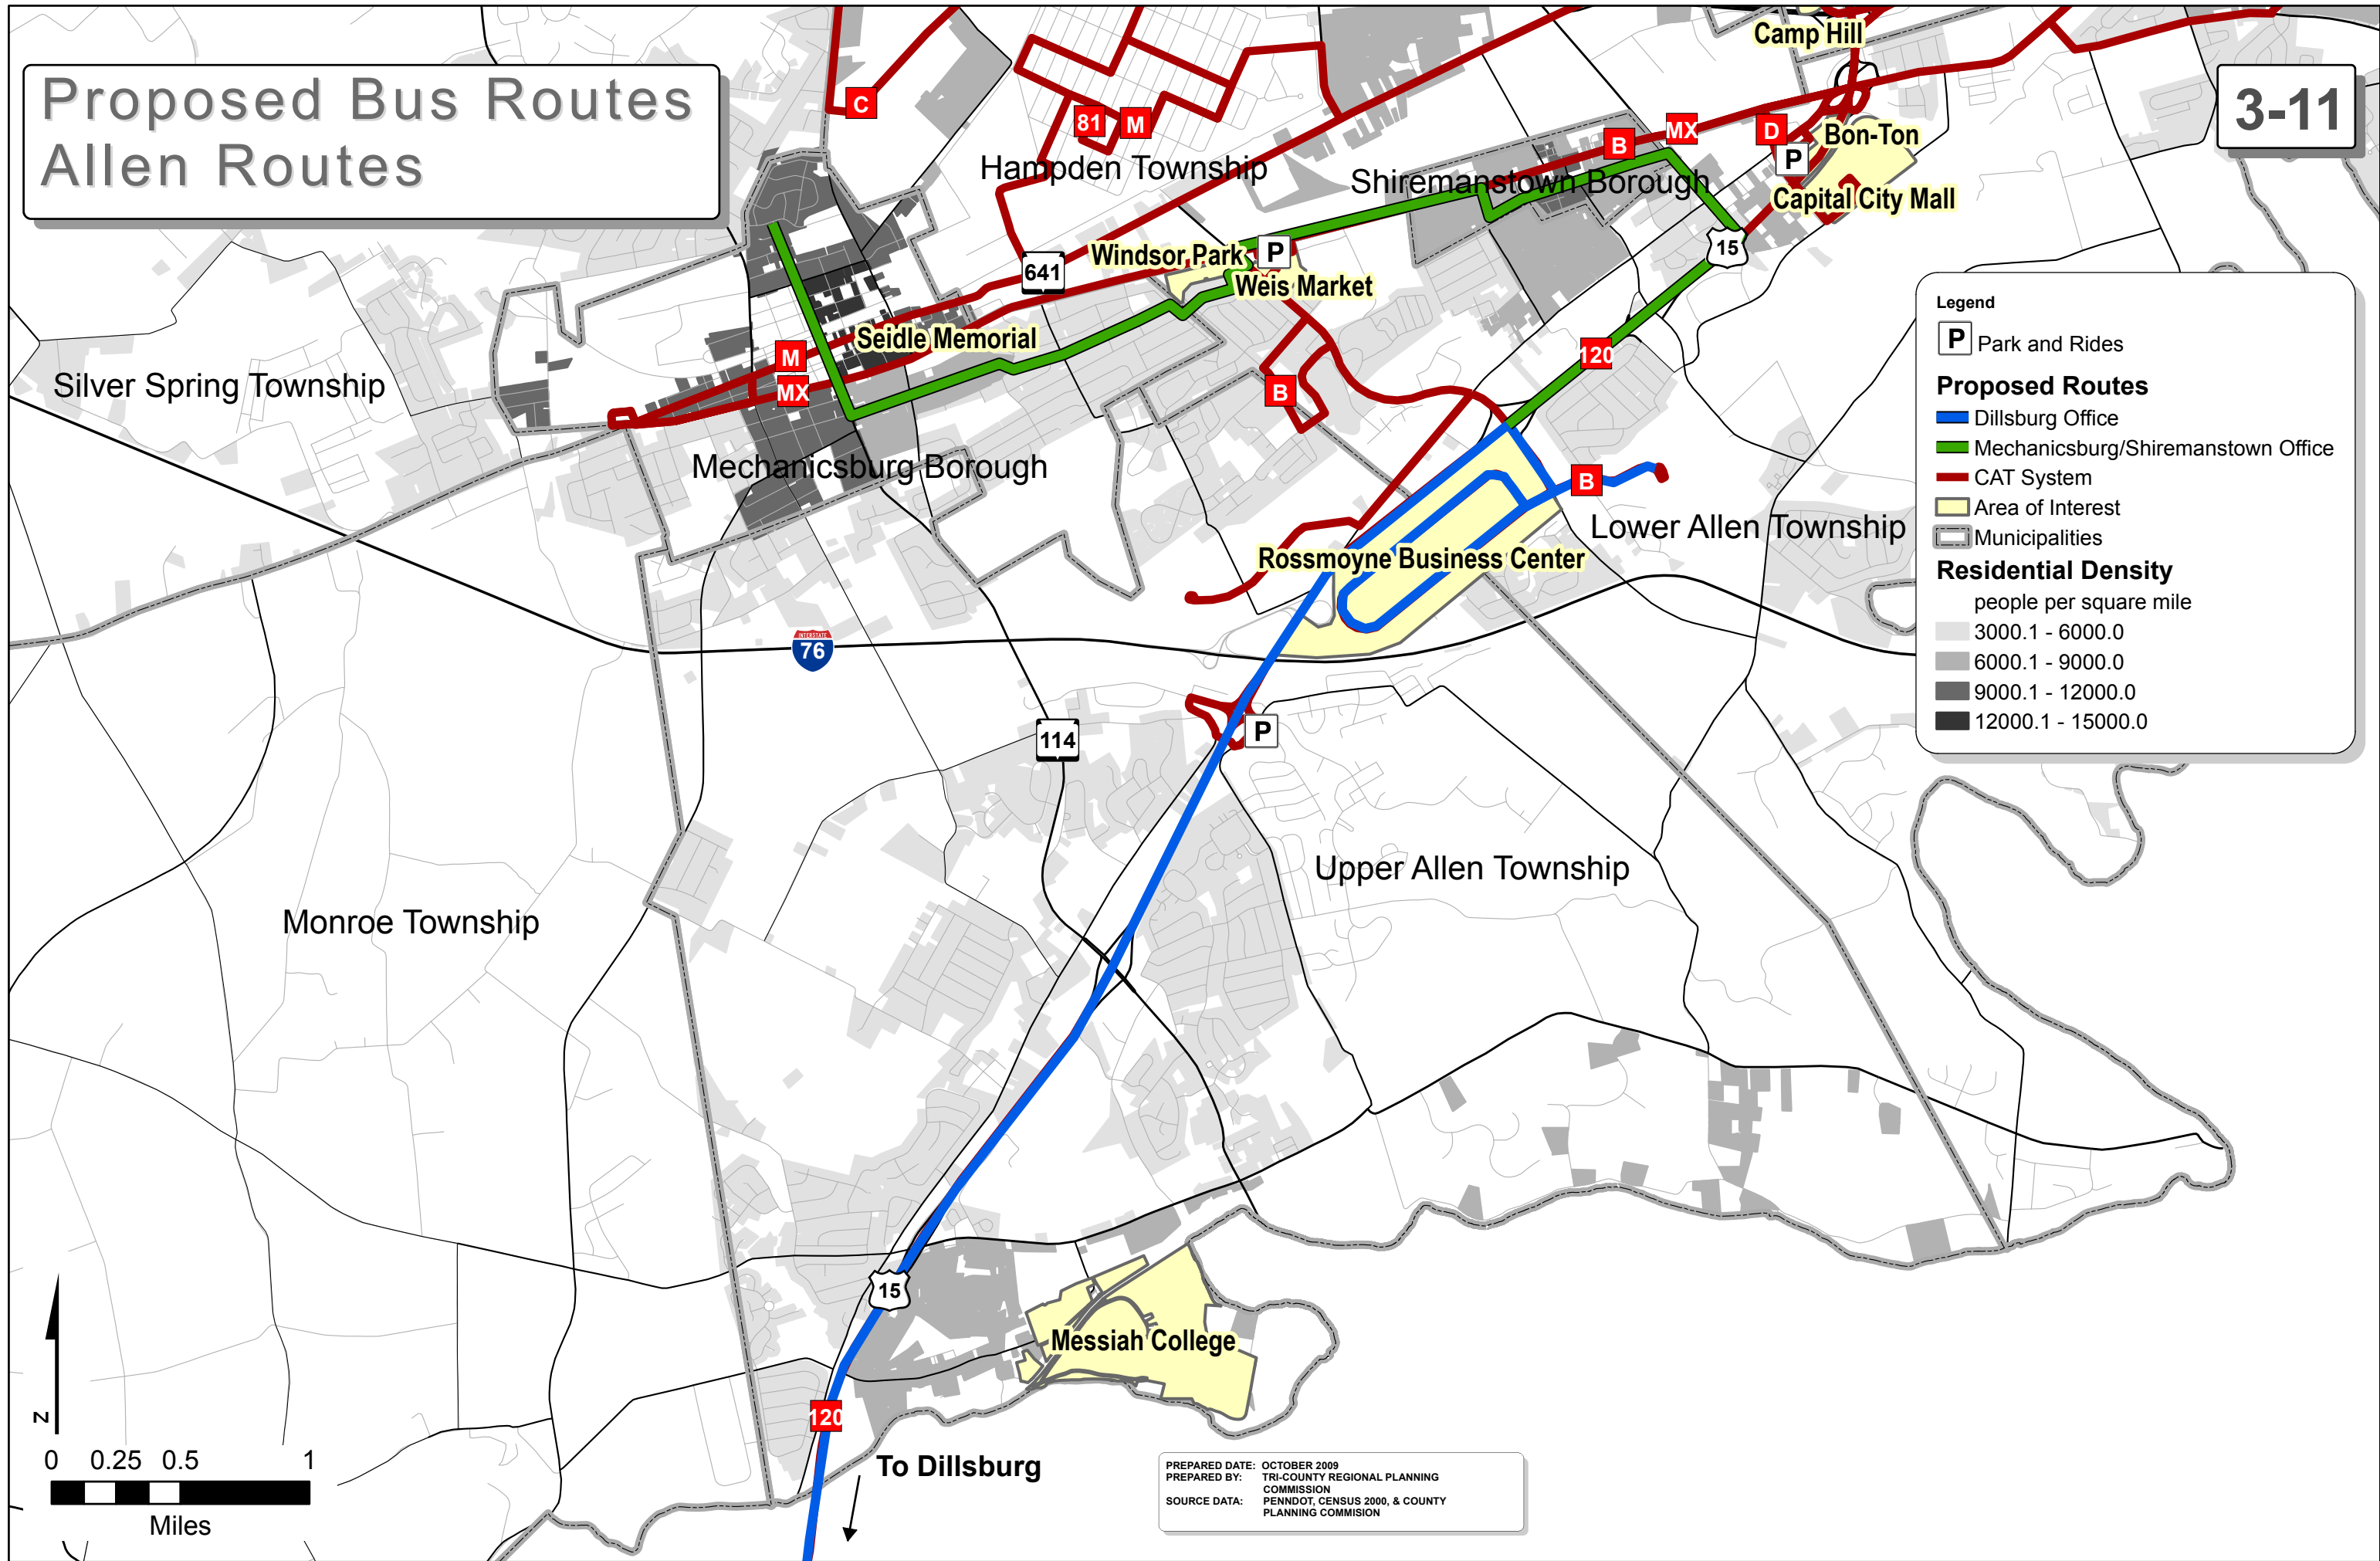 Proposed Bus Routes
Allen Routes
3-11
Camp Hill
C
81
M
Hampden Township
B
MX
D
P
Bon-Ton
Shiremanstown Borough
Capital City Mall
15
Windsor Park
P
641
Weis Market
Seidle Memorial
M
MX
B
120
Silver Spring Township
Mechanicsburg Borough
B
Lower Allen Township
Rossmoyne Business Center
INTERSTATE
76
114
P
Upper Allen Township
Monroe Township
15
Messiah College
120
To Dillsburg
Legend
P Park and Rides
Proposed Routes
Dillsburg Office
Mechanicsburg/Shiremanstown Office
CAT System
Area of Interest
Municipalities
Residential Density
people per square mile
3000.1 - 6000.0
6000.1 - 9000.0
9000.1 - 12000.0
12000.1 - 15000.0
N
0 0.25 0.5 1
Miles
PREPARED DATE: OCTOBER 2009
PREPARED BY: TRI-COUNTY REGIONAL PLANNING
COMMISSION
SOURCE DATA: PENNDOT, CENSUS 2000, & COUNTY
PLANNING COMMISION